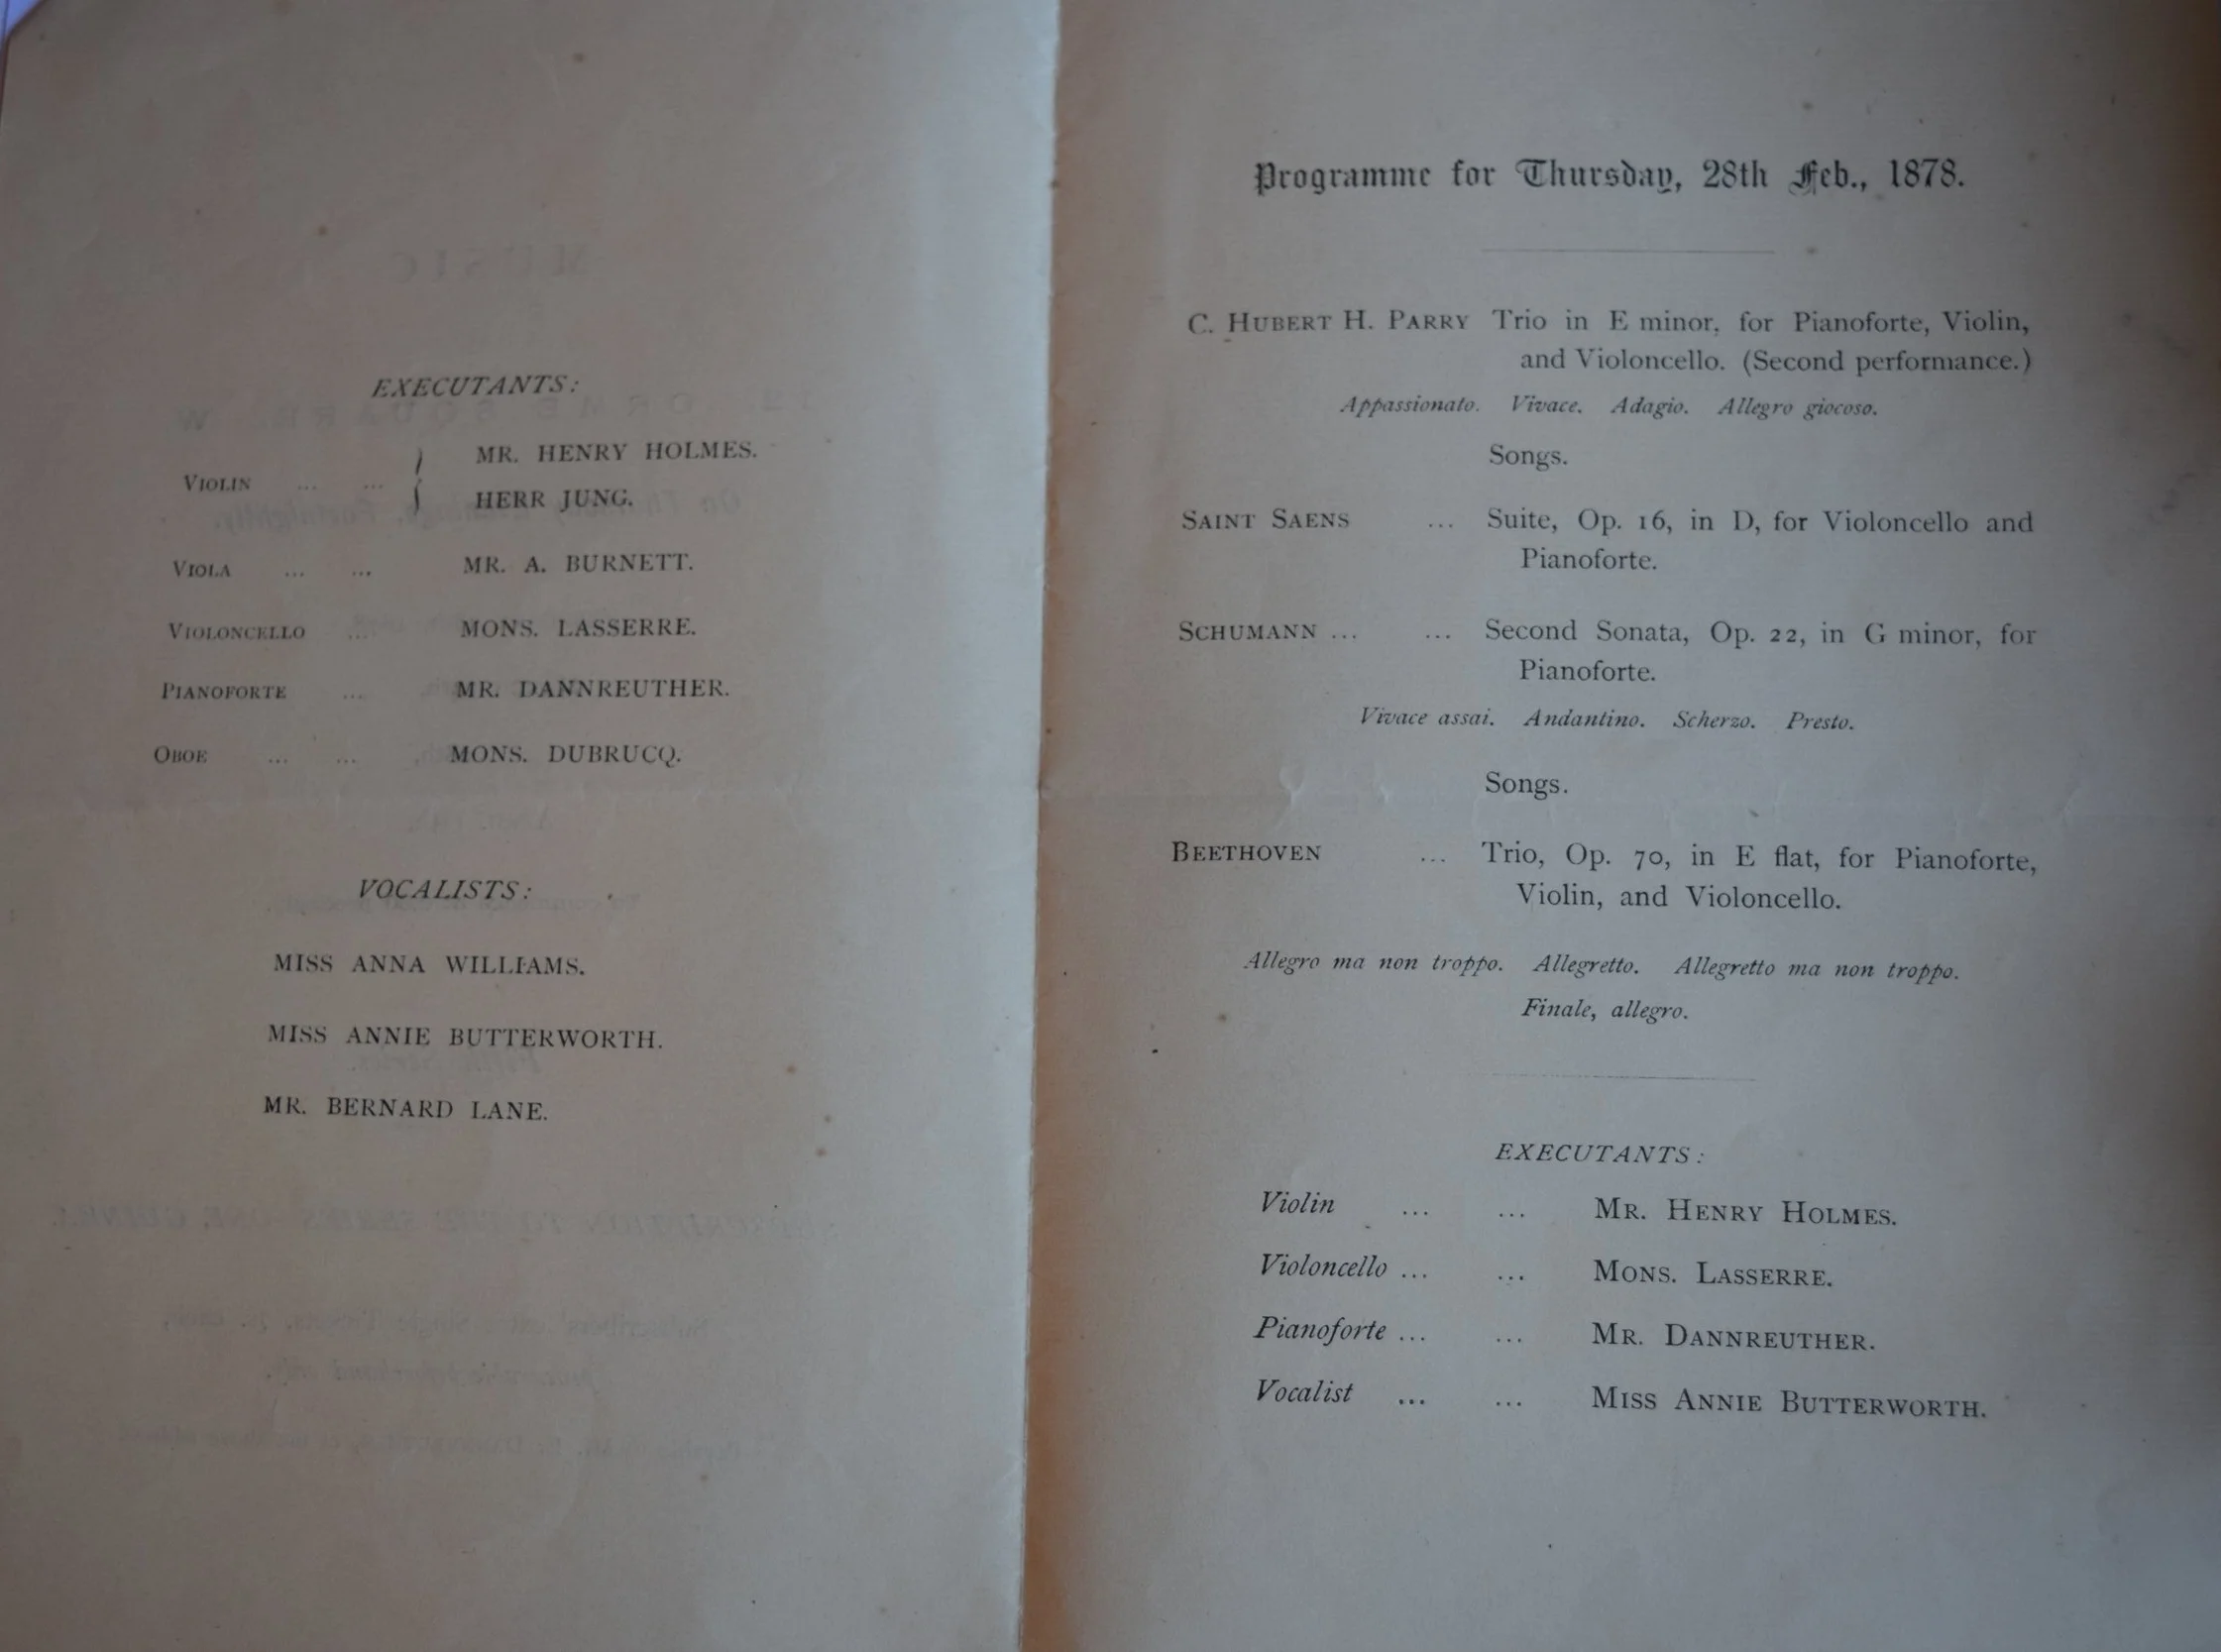 EXECUTANTS:
VIOLIN ... ... MR. HENRY HOLMES.
HERR JUNG.
VIOLA ... ... MR. A. BURNETT.
VIOLONCELLO ... MONS. LASSERRE.
PIANOFORTE ... MR. DANNREUTHER.
OBOE ... ... MONS. DUBRUCQ.
VOCALISTS:
MISS ANNA WILLIAMS.
MISS ANNIE BUTTERWORTH.
MR. BERNARD LANE.
Programme for Thursday, 28th Feb., 1878.
C. HUBERT H. PARRY Trio in E minor, for Pianoforte, Violin,
and Violoncello. (Second performance.)
Appassionato. Vivace. Adagio. Allegro giocoso.
Songs.
SAINT SAENS ... Suite, Op. 16, in D, for Violoncello and
Pianoforte.
SCHUMANN ... ... Second Sonata, Op. 22, in G minor, for
Pianoforte.
Vivace assai. Andantino. Scherzo. Presto.
Songs.
BEETHOVEN ... Trio, Op. 70, in E flat, for Pianoforte,
Violin, and Violoncello.
Allegro ma non troppo. Allegretto. Allegretto ma non troppo.
Finale, allegro.
EXECUTANTS:
Violin ... ... MR. HENRY HOLMES.
Violoncello ... ... MONS. LASSERRE.
Pianoforte ... ... MR. DANNREUTHER.
Vocalist ... ... MISS ANNIE BUTTERWORTH.